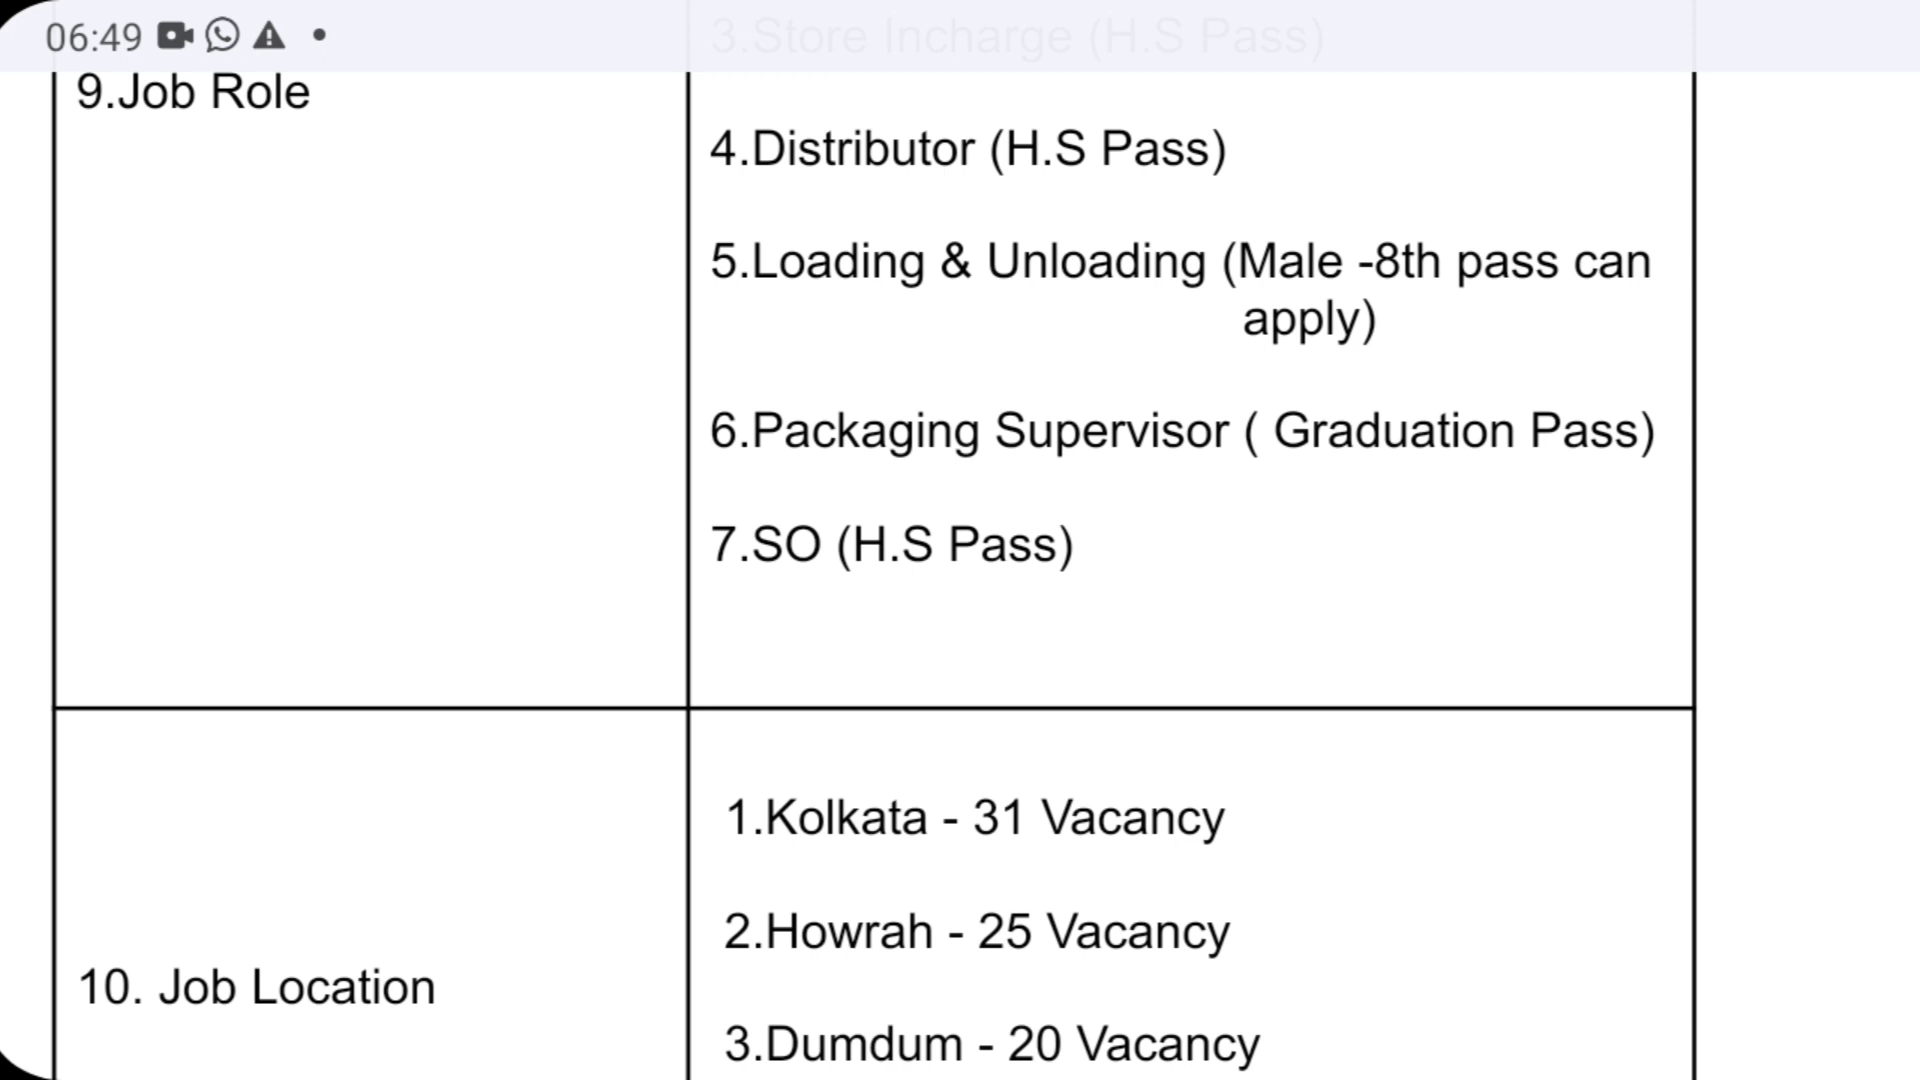 06:49
3.Store Incharge (H.S Pass)
9.Job Role
4.Distributor (H.S Pass)
5.Loading & Unloading (Male -8th pass can
apply)
6.Packaging Supervisor ( Graduation Pass)
7.SO (H.S Pass)
1.Kolkata - 31 Vacancy
2.Howrah - 25 Vacancy
10. Job Location
3.Dumdum - 20 Vacancy